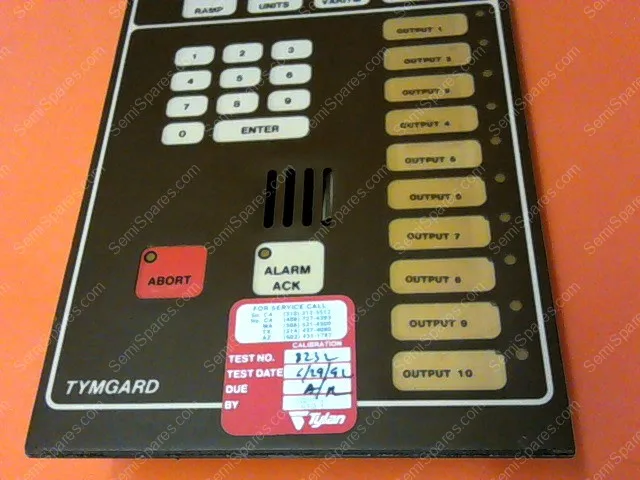 RAMP UNITS
1 2 3
4 5 6
7 8 9
0 ENTER
OUTPUT 1
OUTPUT 2
OUTPUT 3
OUTPUT 4
OUTPUT 5
OUTPUT 6
OUTPUT 7
OUTPUT 8
OUTPUT 9
OUTPUT 10
ABORT
ALARM
ACK
FOR SERVICE CALL
CALIBRATION
TEST NO.
TEST DATE
DUE A/R
BY
Tylan
TYMGARD
SemiSpares.com